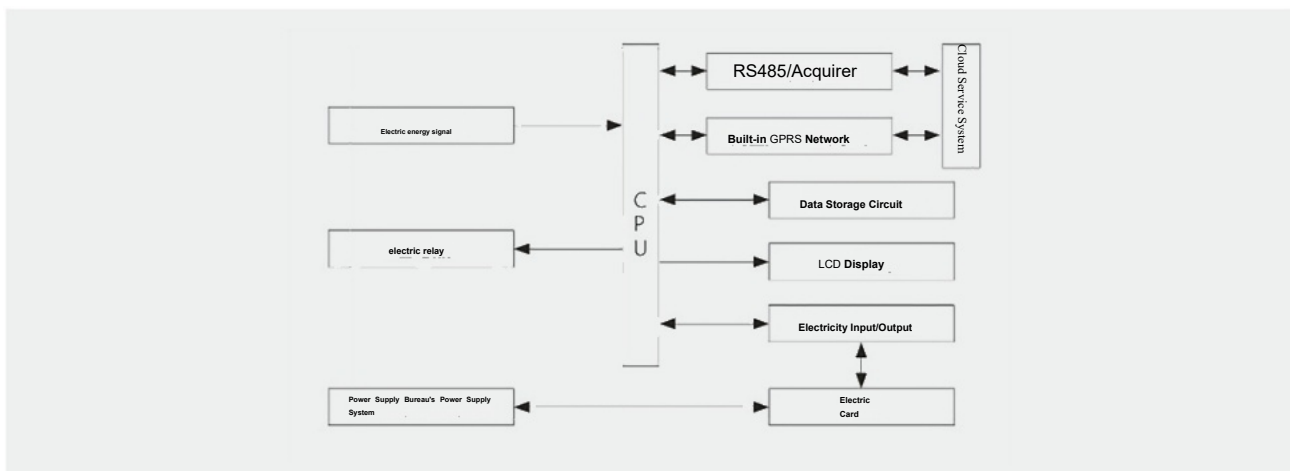 RS485/Acquirer
Cloud Service System
Electric energy signal
Built-in GPRS Network
C
P
U
Data Storage Circuit
electric relay
LCD Display
Electricity Input/Output
Power Supply Bureau's Power Supply
System
Electric
Card